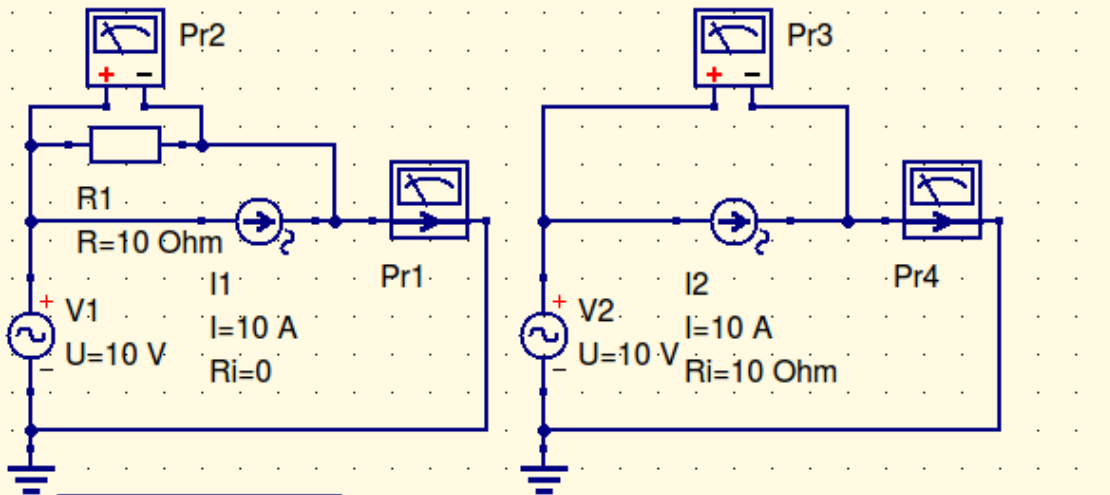 Pr2
R1
R=10 Ohm
Pr1
I1
I=10 A
Ri=0
V1
U=10 V
Pr3
Pr4
I2
I=10 A
Ri=10 Ohm
V2
U=10 V